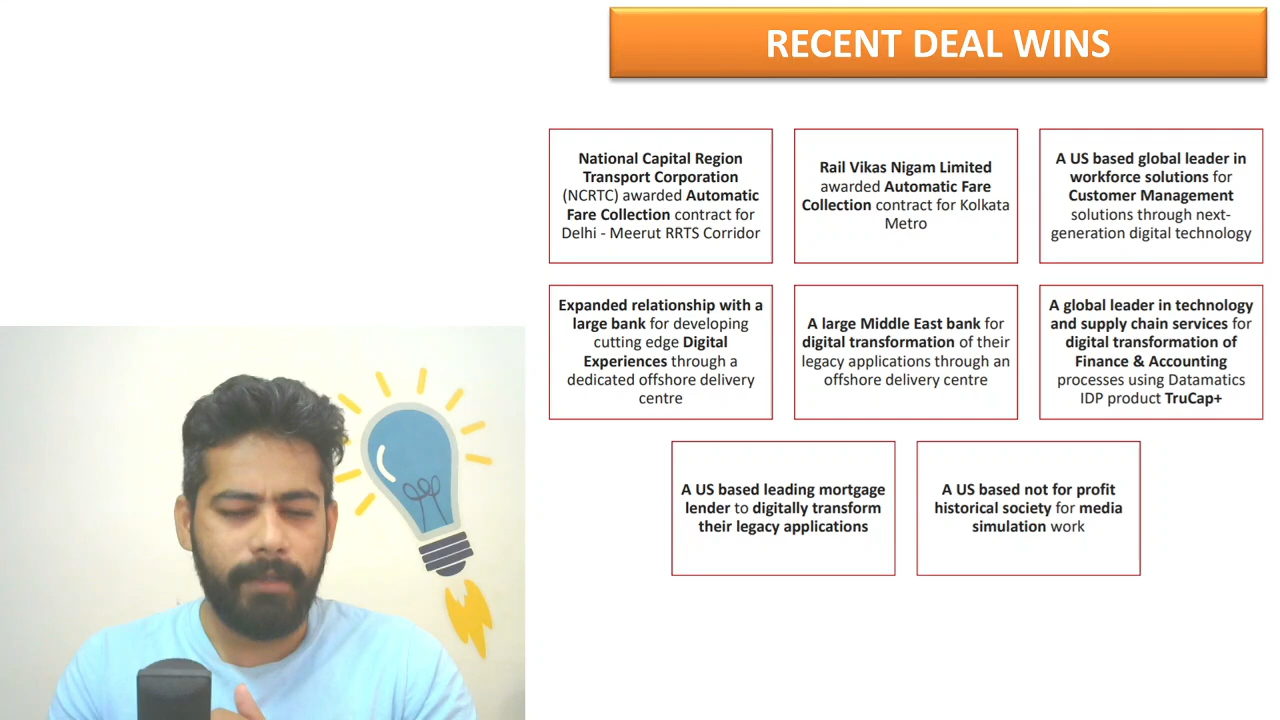 RECENT DEAL WINS
National Capital Region
Transport Corporation
(NCRTC) awarded Automatic
Fare Collection contract for
Delhi - Meerut RRTS Corridor
Rail Vikas Nigam Limited
awarded Automatic Fare
Collection contract for Kolkata
Metro
A US based global leader in
workforce solutions for
Customer Management
solutions through next-
generation digital technology
Expanded relationship with a
large bank for developing
cutting edge Digital
Experiences through a
dedicated offshore delivery
centre
A large Middle East bank for
digital transformation of their
legacy applications through an
offshore delivery centre
A global leader in technology
and supply chain services for
digital transformation of
Finance & Accounting
processes using Datamatics
IDP product TruCap+
A US based leading mortgage
lender to digitally transform
their legacy applications
A US based not for profit
historical society for media
simulation work